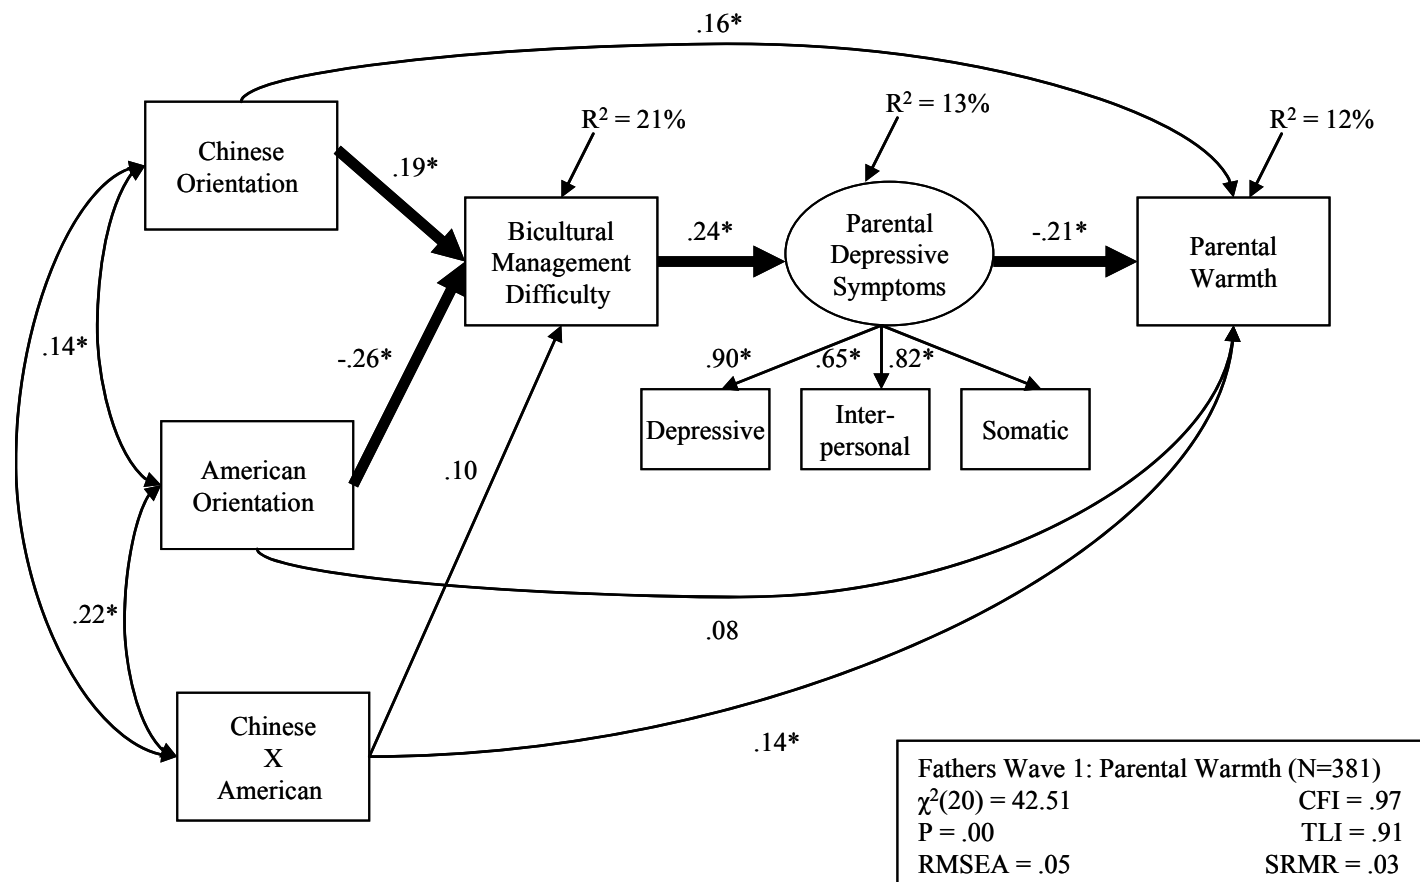 .16*
R² = 21%
R² = 13%
R² = 12%
Chinese
Orientation
.19*
Bicultural
Management
Difficulty
.24*
Parental
Depressive
Symptoms
-.21*
Parental
Warmth
.14*
-.26*
.90*
.65*
.82*
Depressive
Inter-
personal
Somatic
American
Orientation
.10
.22*
.08
Chinese
X
American
.14*
Fathers Wave 1: Parental Warmth (N=381)
χ²(20) = 42.51 CFI = .97
P = .00 TLI = .91
RMSEA = .05 SRMR = .03